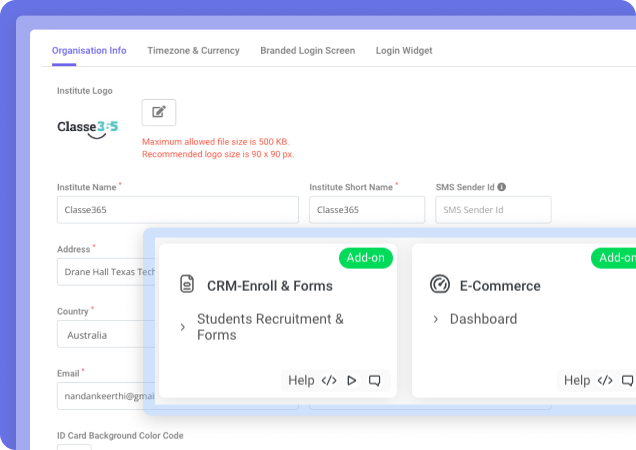 Organisation Info Timezone & Currency Branded Login Screen Login Widget
Institute Logo
Classe365
Maximum allowed file size is 500 KB.
Recommended logo size is 90 x 90 px.
Institute Name * Institute Short Name * SMS Sender Id
Classe365 Classe365 SMS Sender Id
Address *
Drane Hall Texas Tech
Country *
Australia
Email *
nandankeerthi@gmai
ID Card Background Color Code
Add-on
CRM-Enroll & Forms
Students Recruitment &
Forms
Help
Add-on
E-Commerce
Dashboard
Help